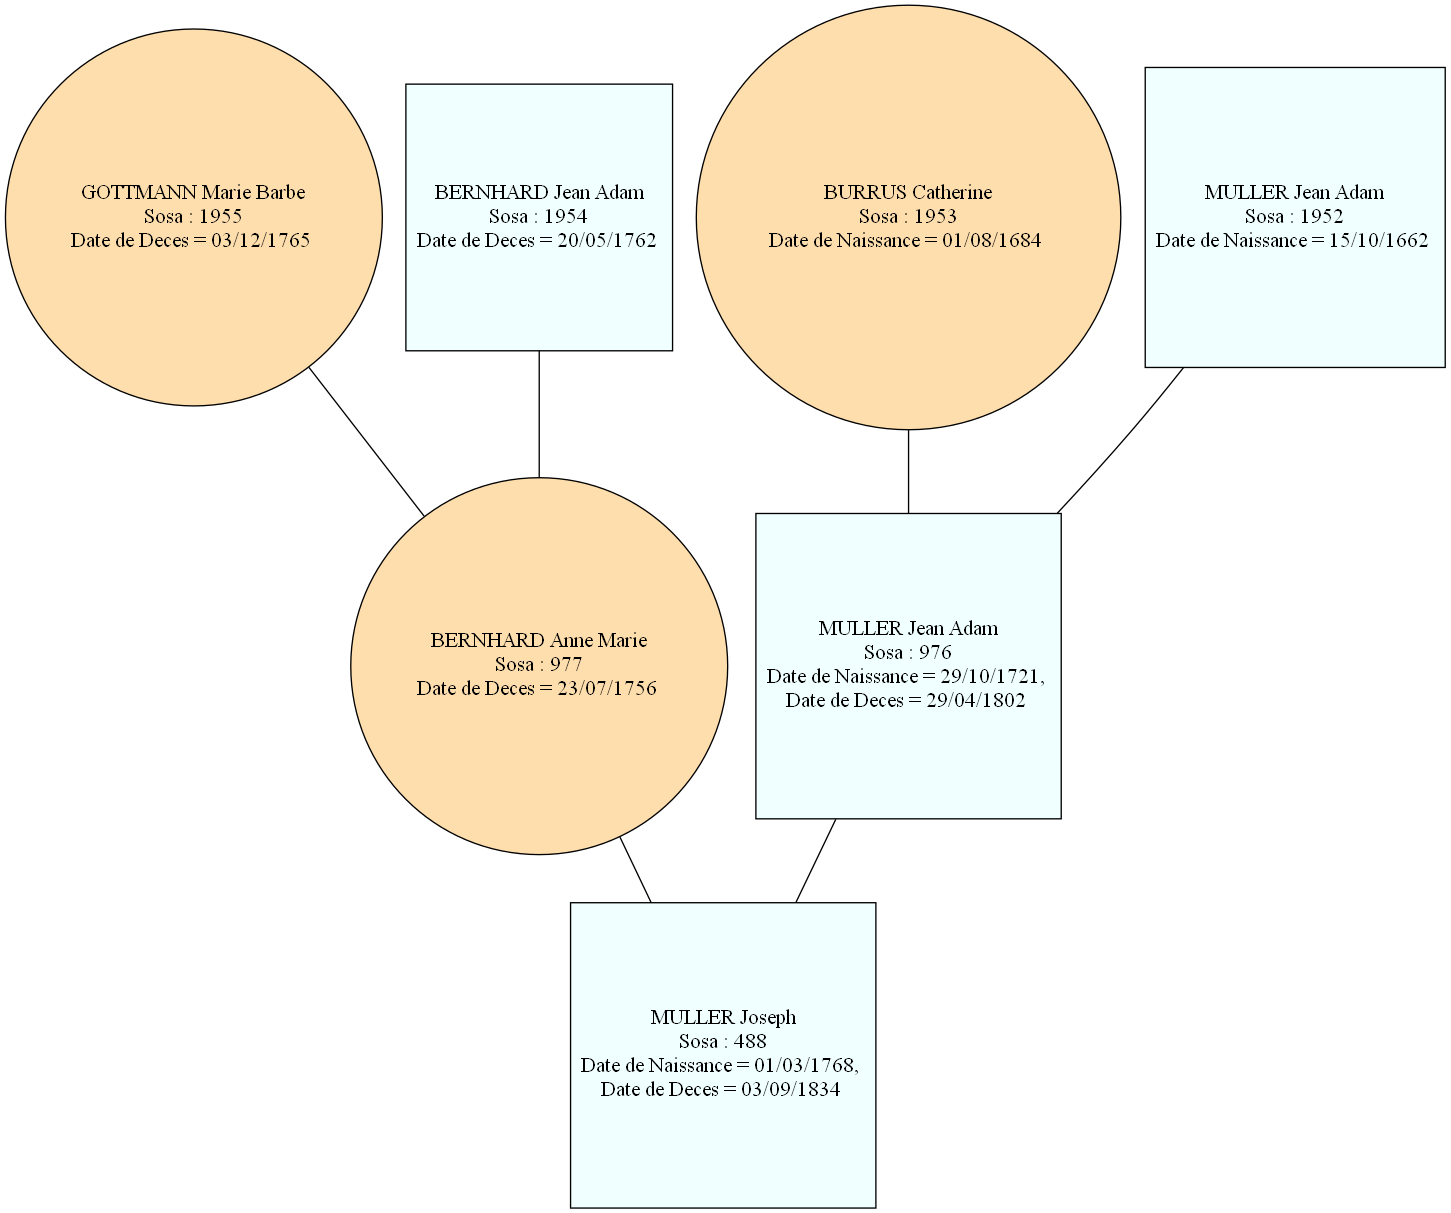 GOTTMANN Marie Barbe
Sosa : 1955
Date de Deces = 03/12/1765
BERNHARD Jean Adam
Sosa : 1954
Date de Deces = 20/05/1762
BURRUS Catherine
Sosa : 1953
Date de Naissance = 01/08/1684
MULLER Jean Adam
Sosa : 1952
Date de Naissance = 15/10/1662
BERNHARD Anne Marie
Sosa : 977
Date de Deces = 23/07/1756
MULLER Jean Adam
Sosa : 976
Date de Naissance = 29/10/1721,
Date de Deces = 29/04/1802
MULLER Joseph
Sosa : 488
Date de Naissance = 01/03/1768,
Date de Deces = 03/09/1834